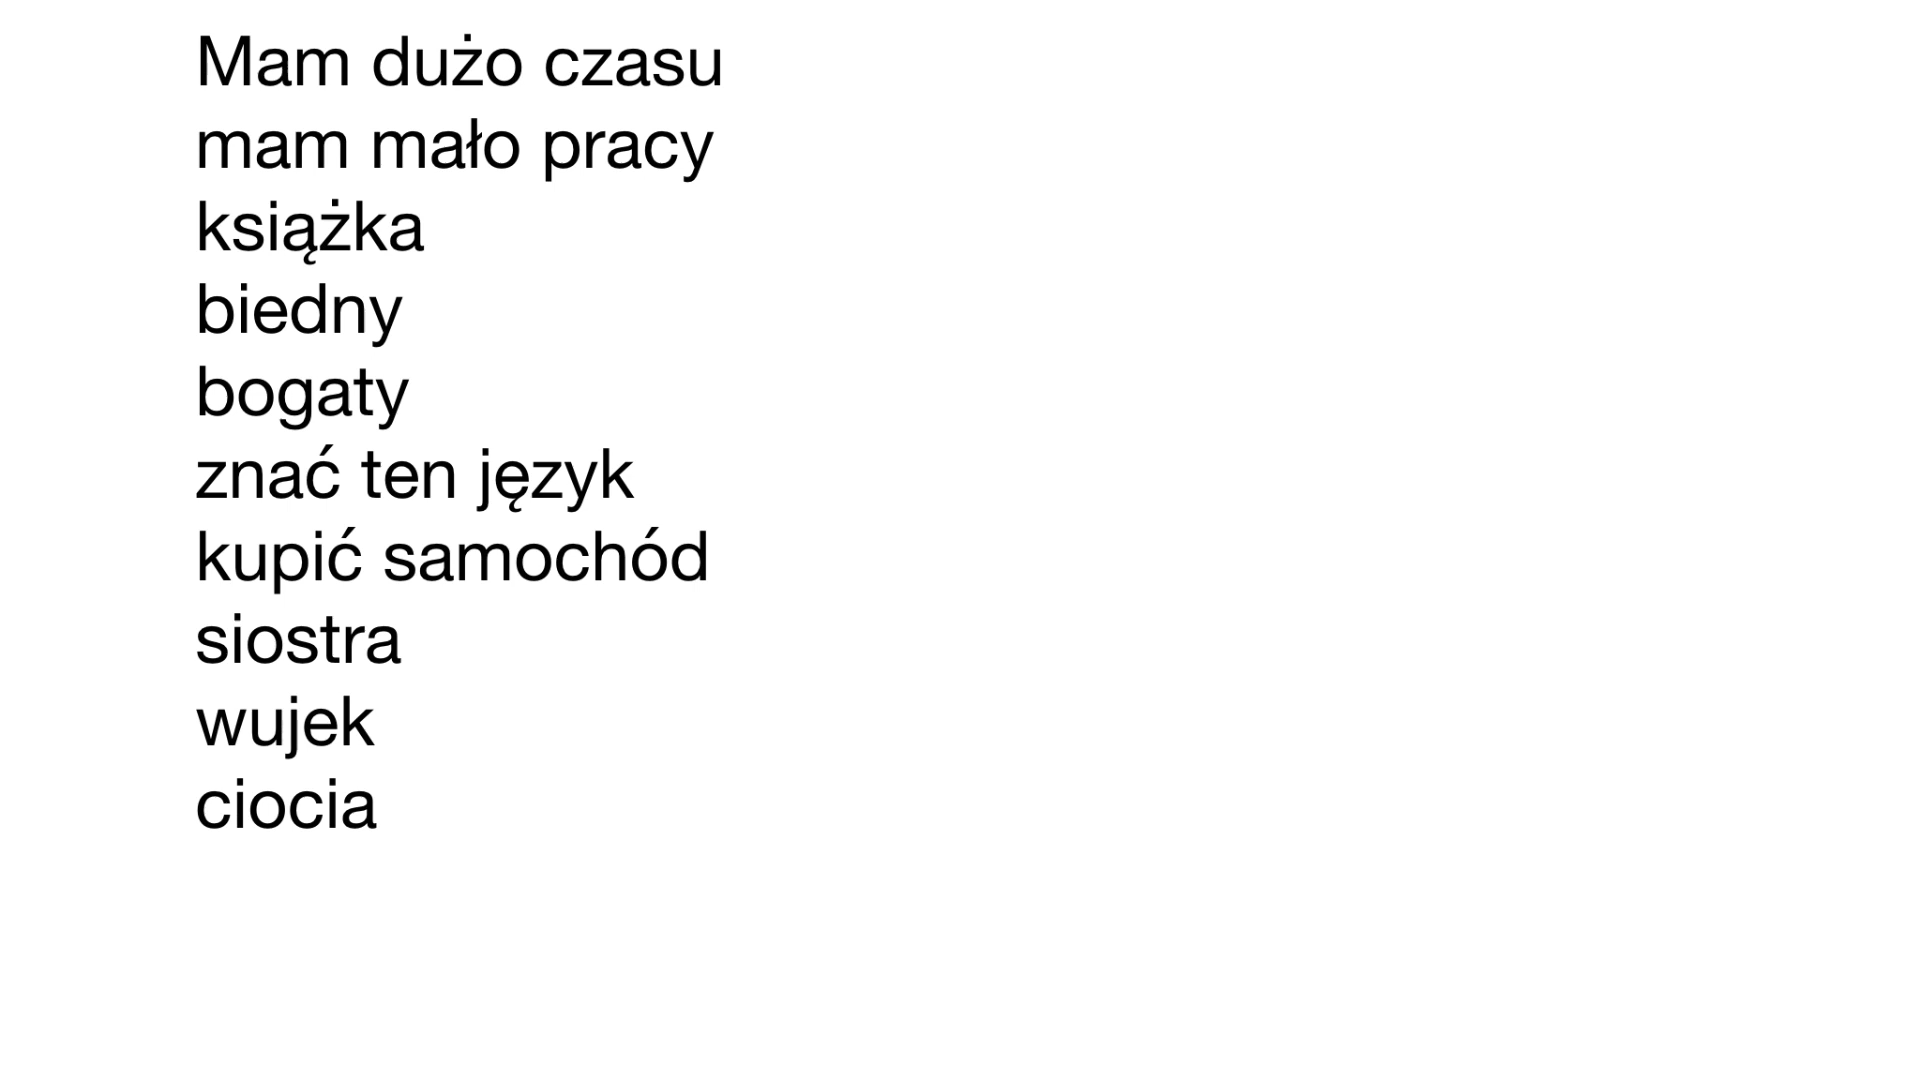 Mam dużo czasu
mam mało pracy
książka
biedny
bogaty
znać ten język
kupić samochód
siostra
wujek
ciocia